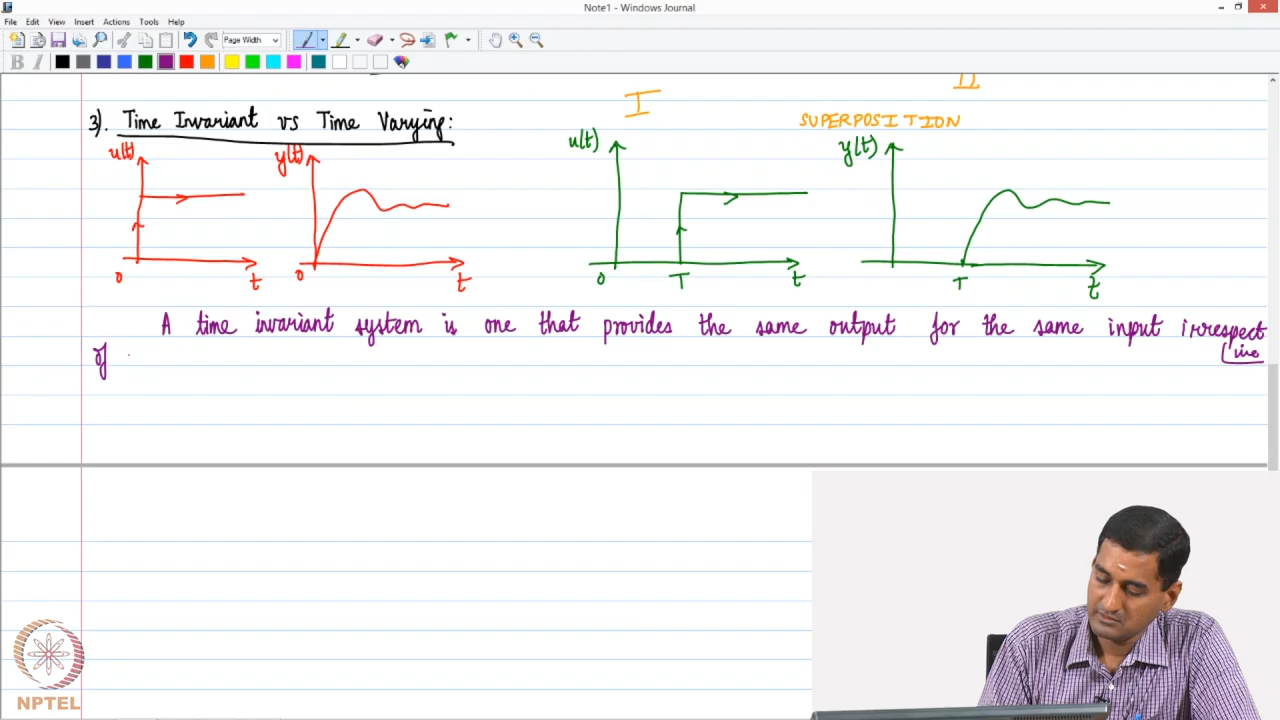 Note1 - Windows Journal
File Edit View Insert Actions Tools Help
Page Width
B I
I II
3). Time Invariant vs Time Varying:
SUPERPOSITION
u(t) y(t) u(t) y(t)
0 t 0 t 0 T t T t
A time invariant system is one that provides the same output for the same input irrespect
ive
of
NPTEL